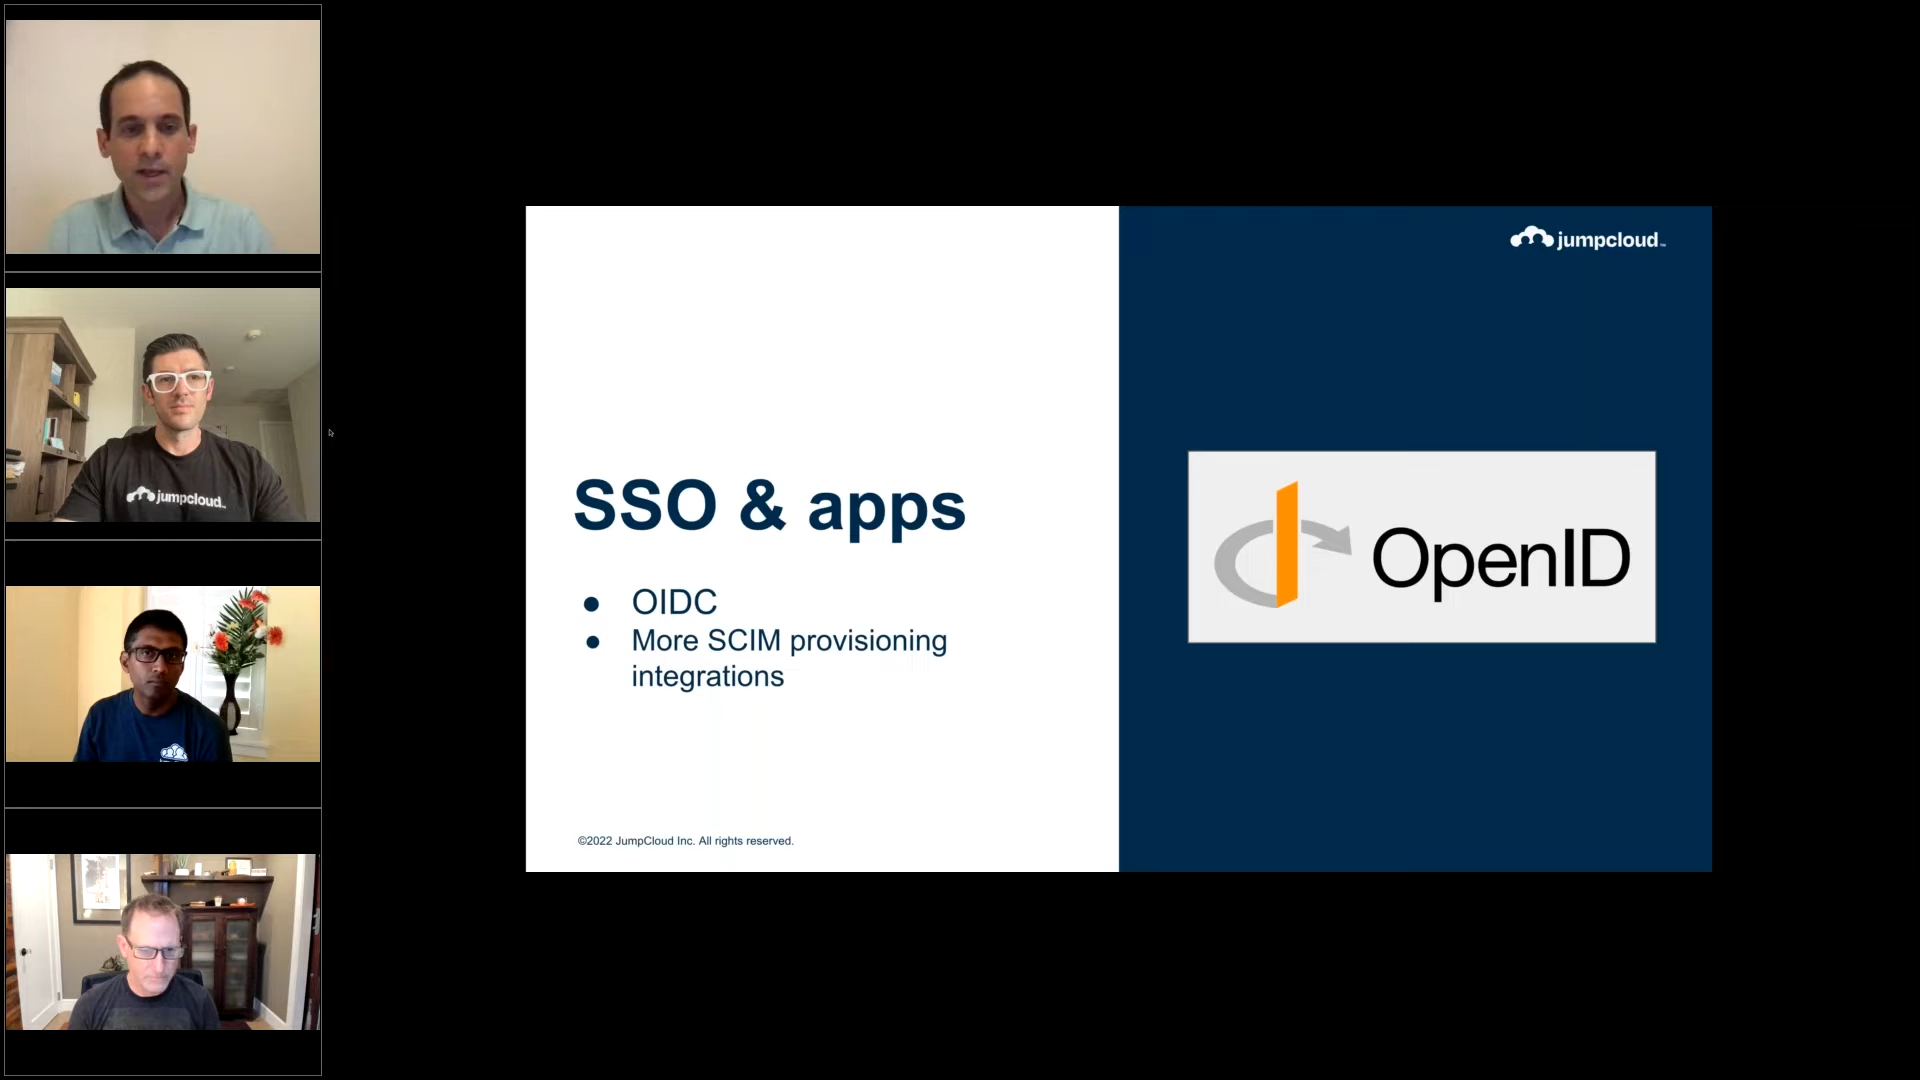 jumpcloud
jumpcloud
SSO & apps
OpenID
● OIDC
● More SCIM provisioning
integrations
©2022 JumpCloud Inc. All rights reserved.